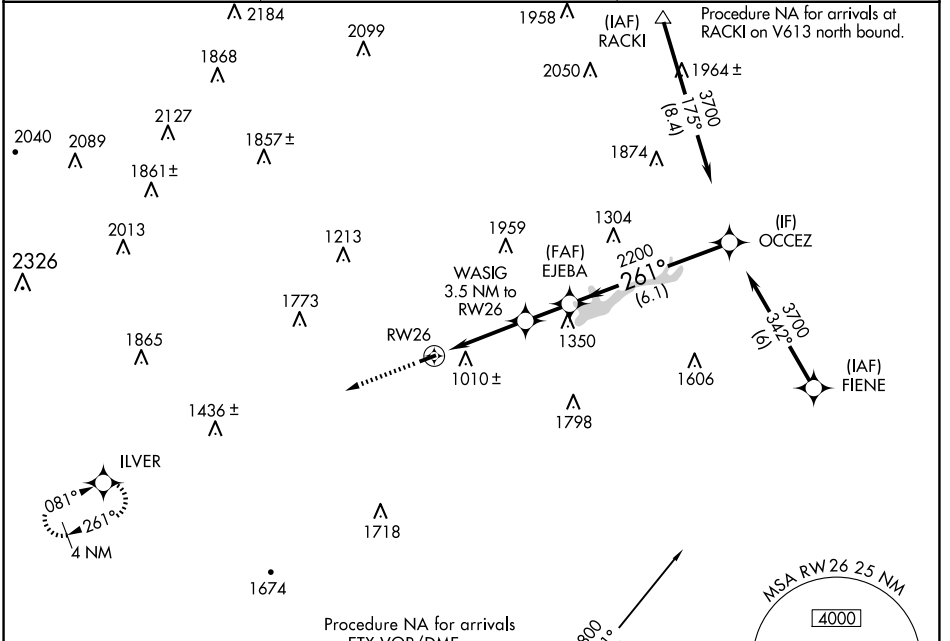 2184
1958
(IAF)
RACKI
Procedure NA for arrivals at
RACKI on V613 north bound.
2099
1868
2050
1964 ±
3700
175°
(8.4)
2127
2040
2089
1857 ±
1874
1861 ±
2013
1213
1959
1304
(IF)
OCCEZ
2326
(FAF)
EJEBA
2200
261°
(6.1)
WASIG
3.5 NM to
RW26
1773
3700
342°
(6)
RW26
1350
1865
1010 ±
1606
(IAF)
FIENE
1436 ±
1798
ILVER
081°
261°
4 NM
1718
1674
MSA RW 26 25 NM
4000
Procedure NA for arrivals